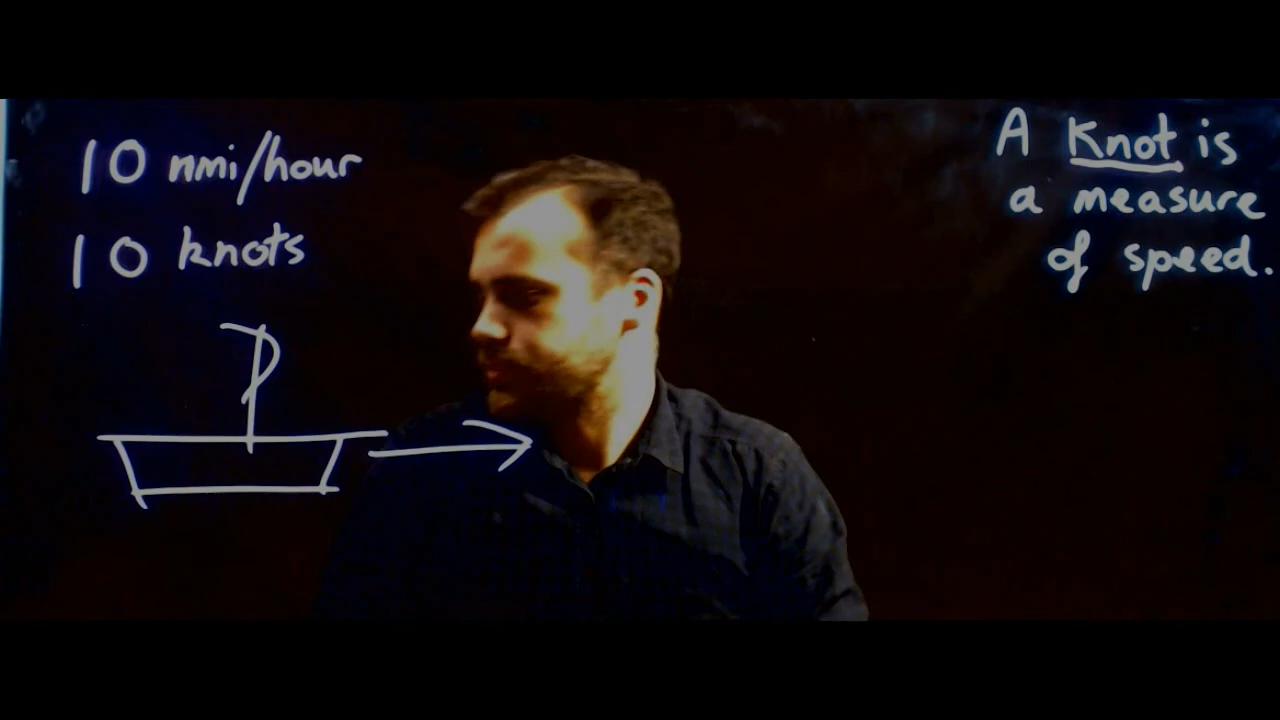 10 nmi/hour
10 knots
A Knot is
a measure
of speed.